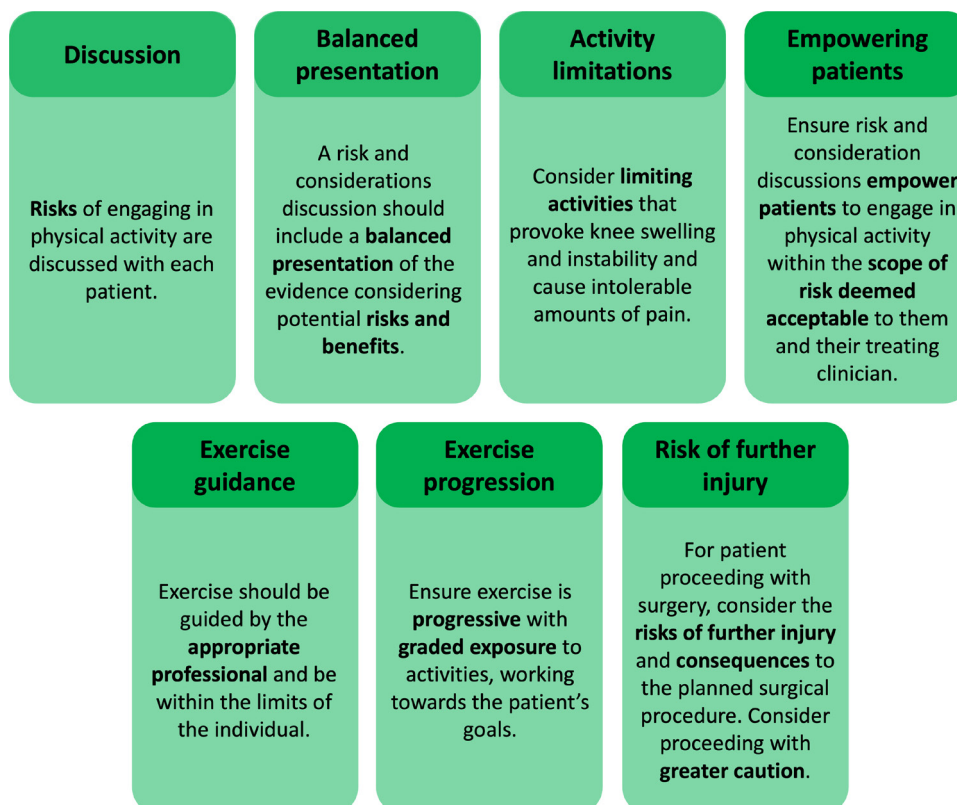 Discussion
Risks of engaging in
physical activity are
discussed with each
patient.
Balanced
presentation
A risk and
considerations
discussion should
include a balanced
presentation of the
evidence considering
potential risks and
benefits.
Activity
limitations
Consider limiting
activities that
provoke knee swelling
and instability and
cause intolerable
amounts of pain.
Empowering
patients
Ensure risk and
consideration
discussions empower
patients to engage in
physical activity
within the scope of
risk deemed
acceptable to them
and their treating
clinician.
Exercise
guidance
Exercise should be
guided by the
appropriate
professional and be
within the limits of
the individual.
Exercise
progression
Ensure exercise is
progressive with
graded exposure to
activities, working
towards the patient's
goals.
Risk of further
injury
For patient
proceeding with
surgery, consider the
risks of further injury
and consequences to
the planned surgical
procedure. Consider
proceeding with
greater caution.